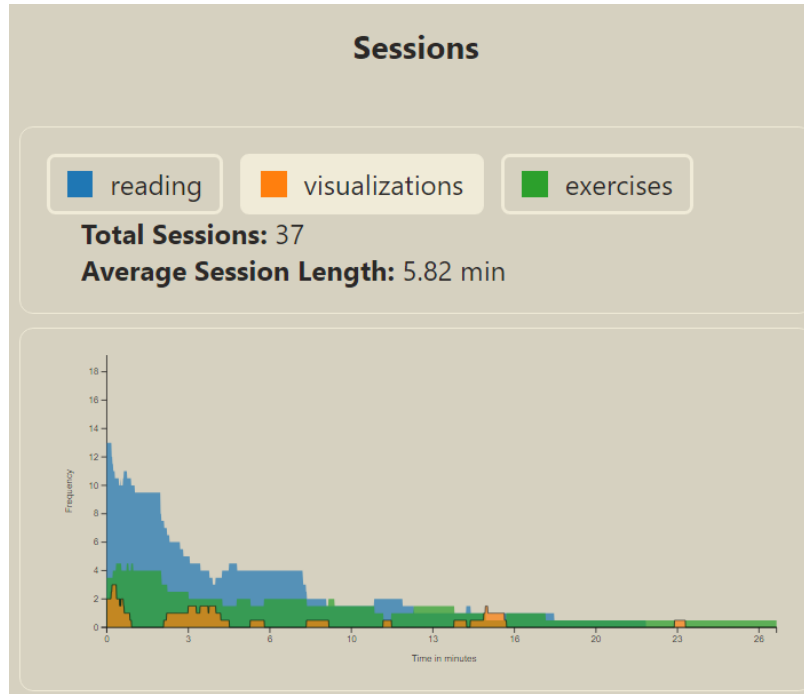 Sessions
reading visualizations exercises
Total Sessions: 37
Average Session Length: 5.82 min
18
16
14
12
10
8
6
4
2
0
Frequency
0 3 6 10 13 16 20 23 26
Time in minutes